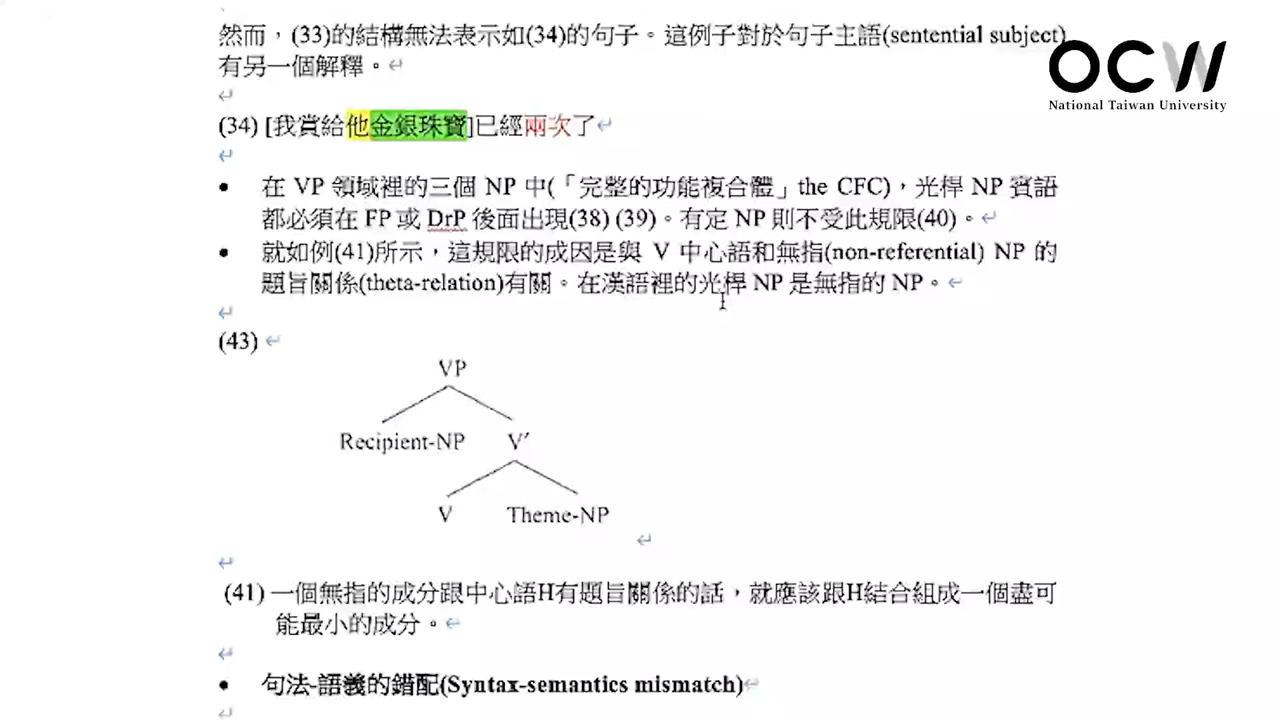 然而，(33)的結構無法表示如(34)的句子。這例子對於句子主語(sentential subject)
有另一個解釋。
OCW
National Taiwan University
(34) [我賞給他金銀珠寶]已經兩次了
• 在 VP 領域裡的三個 NP 中(「完整的功能複合體」the CFC)，光桿 NP 賓語
都必須在 FP 或 DrP 後面出現(38) (39)。有定 NP 則不受此規限(40)。
• 就如例(41)所示，這規限的成因是與 V 中心語和無指(non-referential) NP 的
題旨關係(theta-relation)有關。在漢語裡的光桿 NP 是無指的 NP。
(43)
VP
Recipient-NP V′
V Theme-NP
(41) 一個無指的成分跟中心語H有題旨關係的話，就應該跟H結合組成一個盡可
能最小的成分。
• 句法-語義的錯配(Syntax-semantics mismatch)